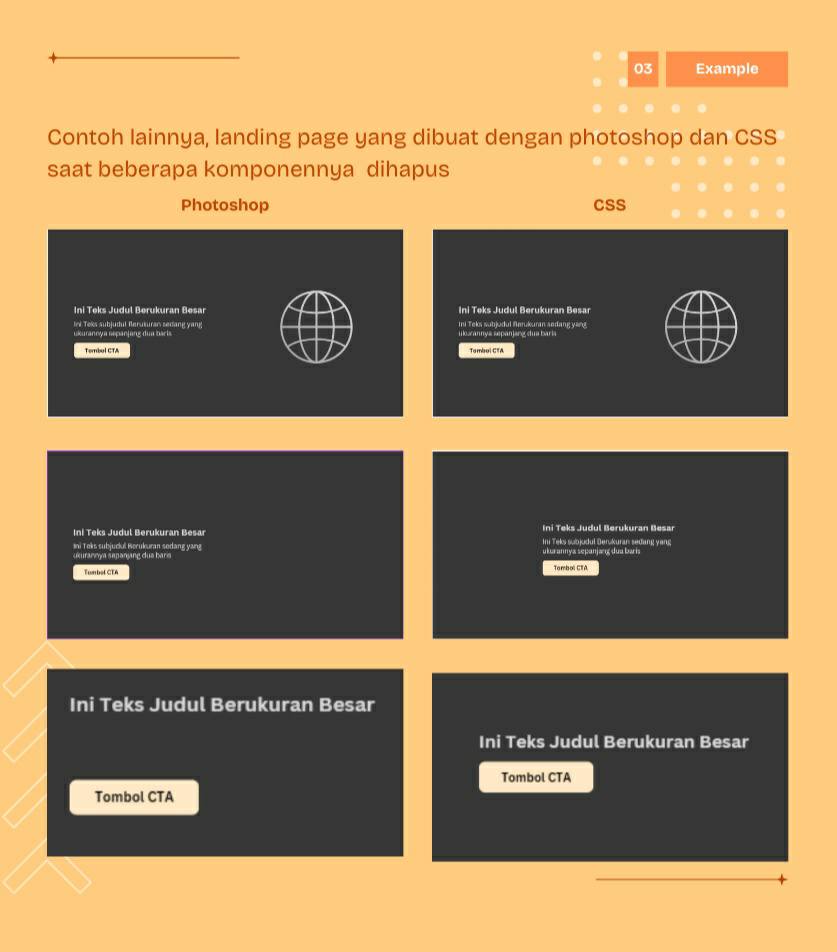 03
Example
Contoh lainnya, landing page yang dibuat dengan photoshop dan CSS
saat beberapa komponennya dihapus
Photoshop
CSS
Ini Teks Judul Berukuran Besar
Ini Teks subjudul Berukuran sedang yang
ukurannya sepanjang dua baris
Tombol CTA
Ini Teks Judul Berukuran Besar
Ini Teks subjudul Berukuran sedang yang
ukurannya sepanjang dua baris
Tombol CTA
Ini Teks Judul Berukuran Besar
Ini Teks subjudul Berukuran sedang yang
ukurannya sepanjang dua baris
Tombol CTA
Ini Teks Judul Berukuran Besar
Ini Teks subjudul Berukuran sedang yang
ukurannya sepanjang dua baris
Tombol CTA
Ini Teks Judul Berukuran Besar
Tombol CTA
Ini Teks Judul Berukuran Besar
Tombol CTA